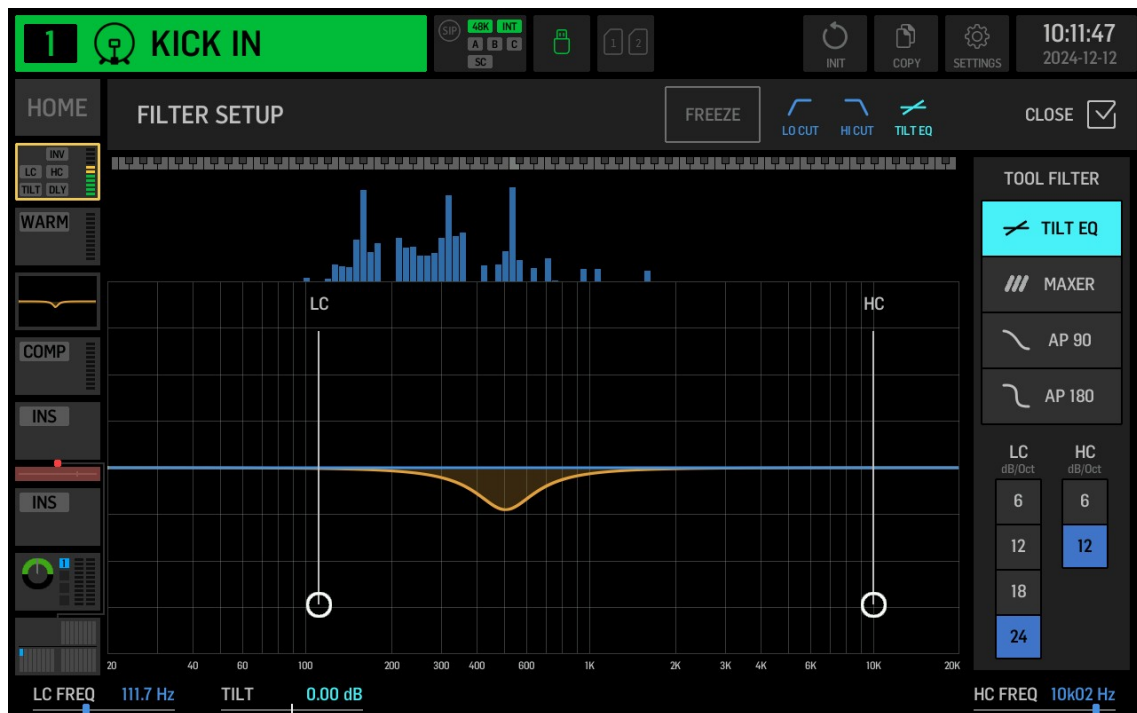 1 KICK IN
SIP 48K INT
A B C
SC
1 2
INIT
COPY
SETTINGS
10:11:47
2024-12-12
HOME
FILTER SETUP
FREEZE
LO CUT
HI CUT
TILT EQ
CLOSE
INV
LC HC
TILT DLY
WARM
COMP
INS
INS
1
LC
HC
TOOL FILTER
TILT EQ
MAXER
AP 90
AP 180
LC HC
dB/Oct dB/Oct
6 6
12 12
18
24
20 40 60 100 200 300 400 600 1K 2K 3K 4K 6K 10K 20K
LC FREQ 111.7 Hz TILT 0.00 dB HC FREQ 10k02 Hz